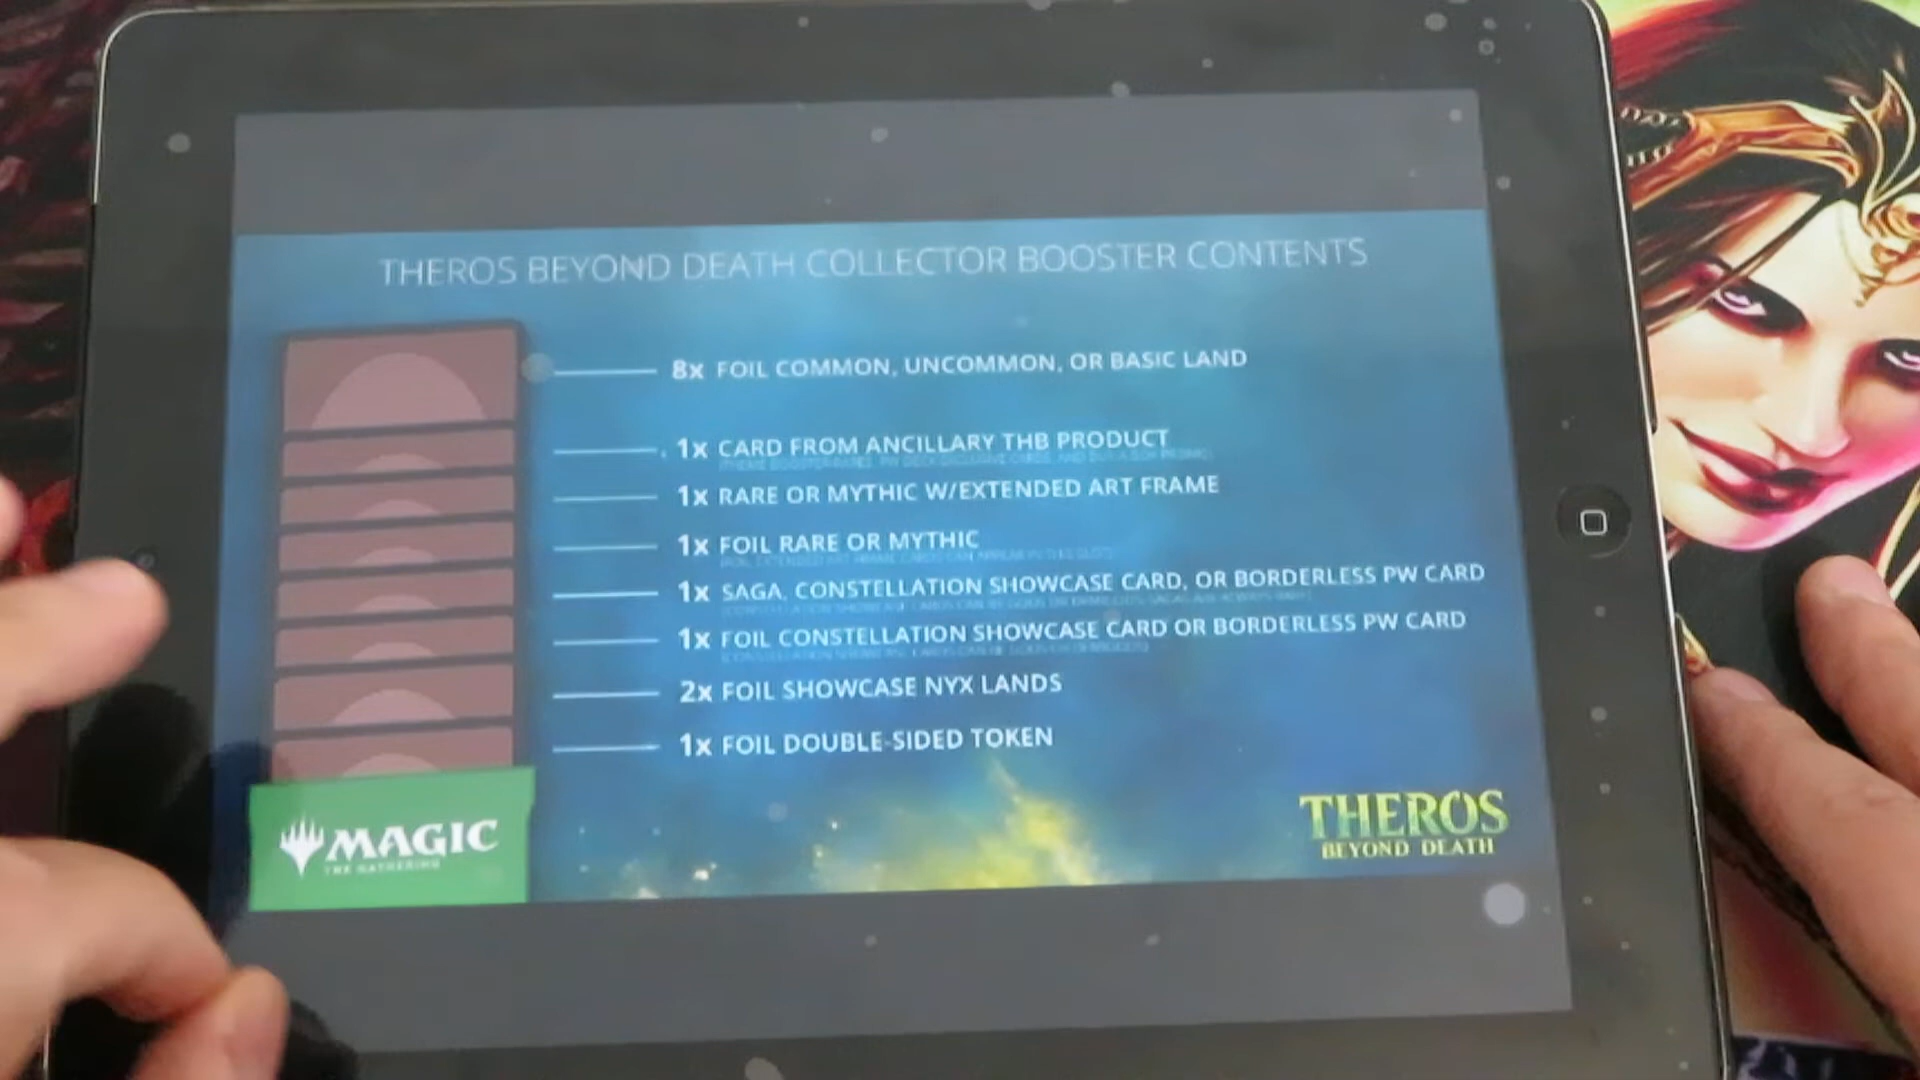 THEROS BEYOND DEATH COLLECTOR BOOSTER CONTENTS
8x FOIL COMMON, UNCOMMON, OR BASIC LAND
1x CARD FROM ANCILLARY THB PRODUCT
1x RARE OR MYTHIC W/EXTENDED ART FRAME
1x FOIL RARE OR MYTHIC
1x SAGA, CONSTELLATION SHOWCASE CARD, OR BORDERLESS PW CARD
1x FOIL CONSTELLATION SHOWCASE CARD OR BORDERLESS PW CARD
2x FOIL SHOWCASE NYX LANDS
1x FOIL DOUBLE-SIDED TOKEN
MAGIC
THE GATHERING
THEROS
BEYOND DEATH